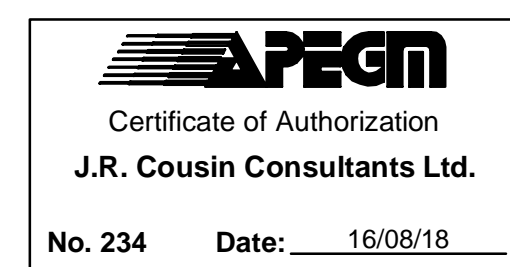 APEGM
Certificate of Authorization
J.R. Cousin Consultants Ltd.
No. 234 Date: 16/08/18